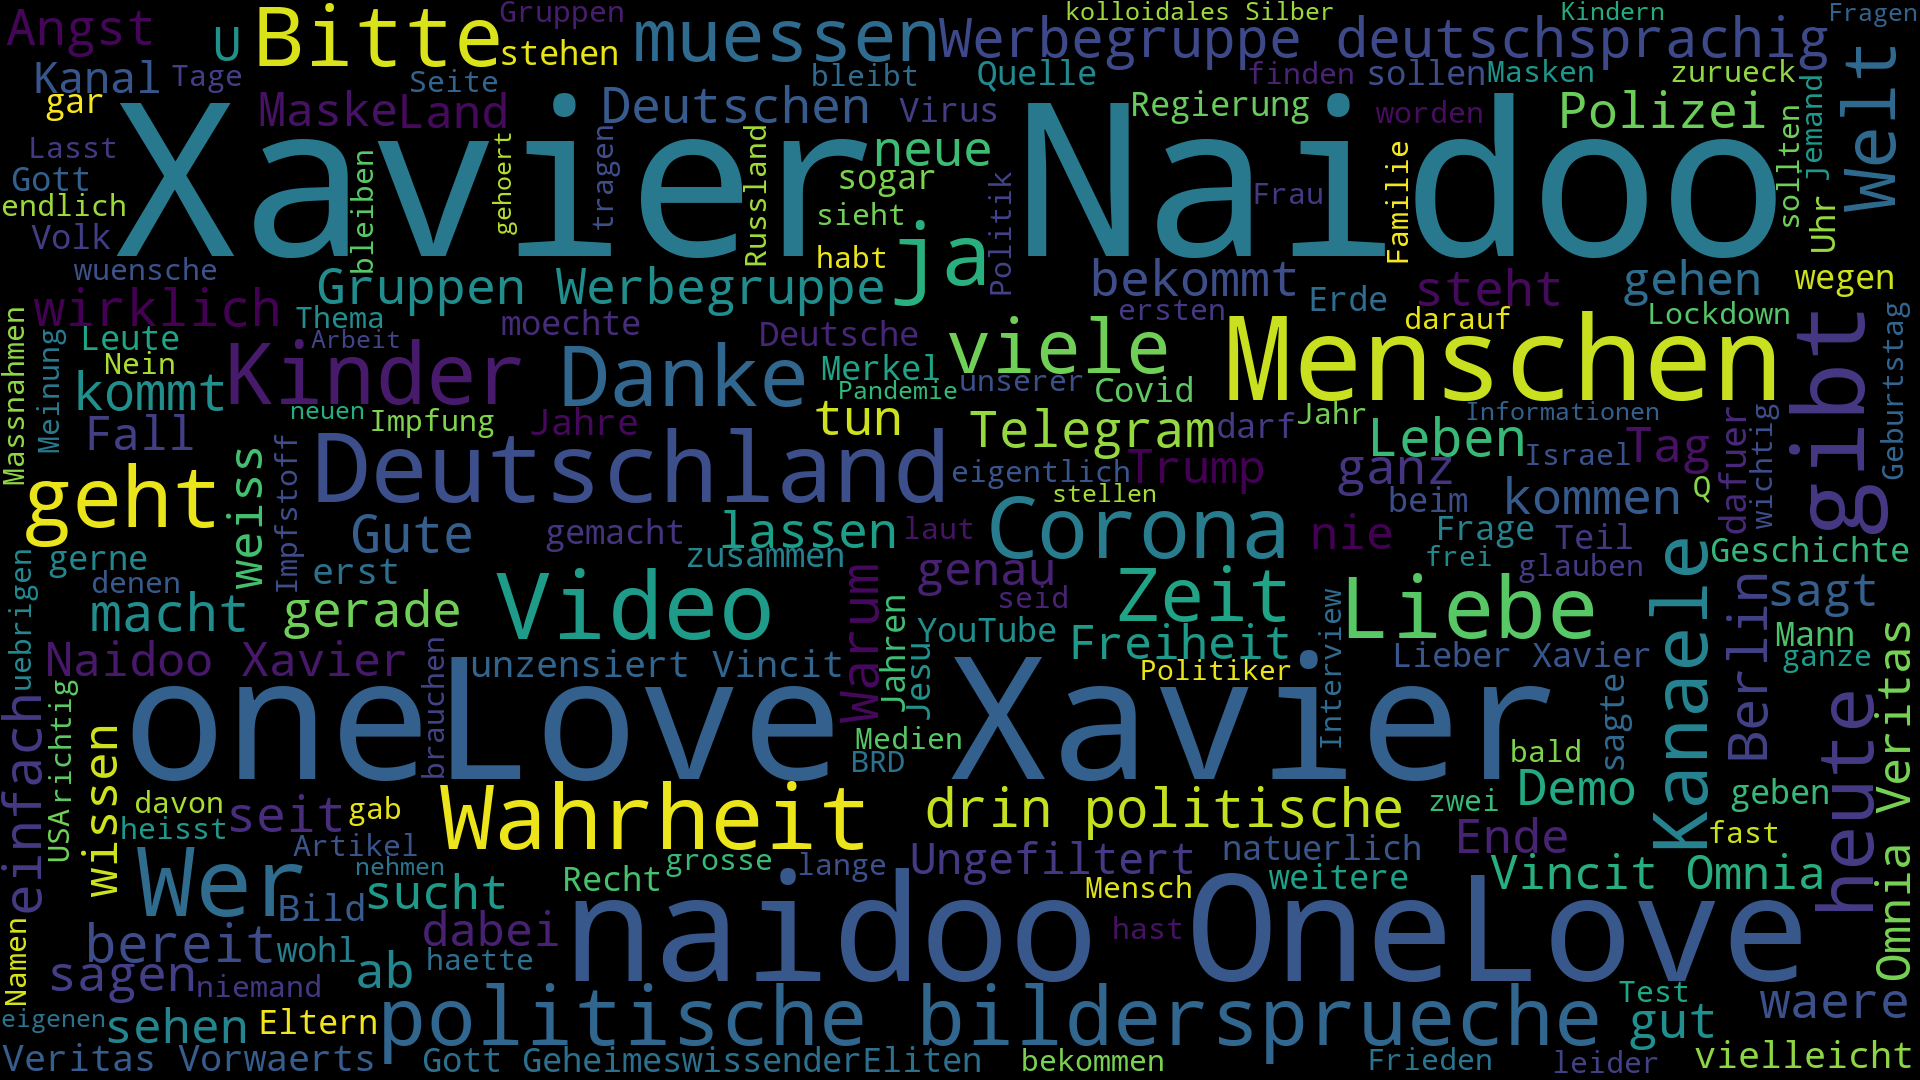 Angst
U
Bitte
Gruppen
stehen
muessen
kolloidales Silber
Werbegruppe deutschsprachig
Kindern
Fragen
Kanal
Tage
Seite
bleibt
Quelle
finden
sollen
Masken
zurueck
Welt
gar
Maske
Land
Deutschen
Virus
Regierung
worden
Polizei
Jemand
Xavier Naidoo
Lasst
bleiben
gehoert
tragen
Russland
neue
Familie
sollten
Gott
sogar
Politik
Frau
endlich
sieht
Uhr
Volk
ja
habt
wuensche
Gruppen Werbegruppe
bekommt
Erde
steht
gehen
wegen
wirklich
Thema
moechte
Deutsche
viele
ersten
Menschen
darauf
Lockdown
gibt
Geburtstag
Massnahmen
Meinung
Leute
Arbeit
Nein
Kinder
Danke
Merkel
Pandemie
unserer
Covid
kommt
neuen
Impfung
Jahre
tun
Telegram
darf
Jahr
Informationen
Fall
Deutschland
Leben
Israel
Tag
dafuer
wichtig
geht
weiss
Impfstoff
eigentlich
Trump
ganz
stellen
beim
kommen
Q
Gute
gemacht
lassen
laut
Corona
nie
Frage
Teil
Geschichte
gerne
zusammen
frei
uebrigen
denen
erst
genau
glauben
macht
gerade
Video
Warum
seid
Zeit
Liebe
Kanaele
Berlin
sagt
Jahren
YouTube
Freiheit
Interview
Mann
Naidoo Xavier
brauchen
unzensiert Vincit
Jesu
Politiker
Lieber Xavier
ganze
Omnia Veritas
oneLove Xavier
einfach
USA
richtig
wissen
Medien
BRD
bald
sagte
heute
davon
seit
gab
Wahrheit
drin politische
zwei
Demo
geben
heisst
Artikel
nehmen
grosse
lange
Ungefiltert
natuerlich
Ende
fast
Wer
Bild
sucht
Recht
Mensch
weitere
Vincit Omnia
Namen
bereit
wohl
dabei
naidoo OneLove
hast
sagen
niemand
ab
haette
eigenen
sehen
Eltern
politische bildersprueche
Test
gut
waere
Veritas Vorwaerts
Gott Geheimes
wissender
Eliten
bekommen
Frieden
leider
vielleicht